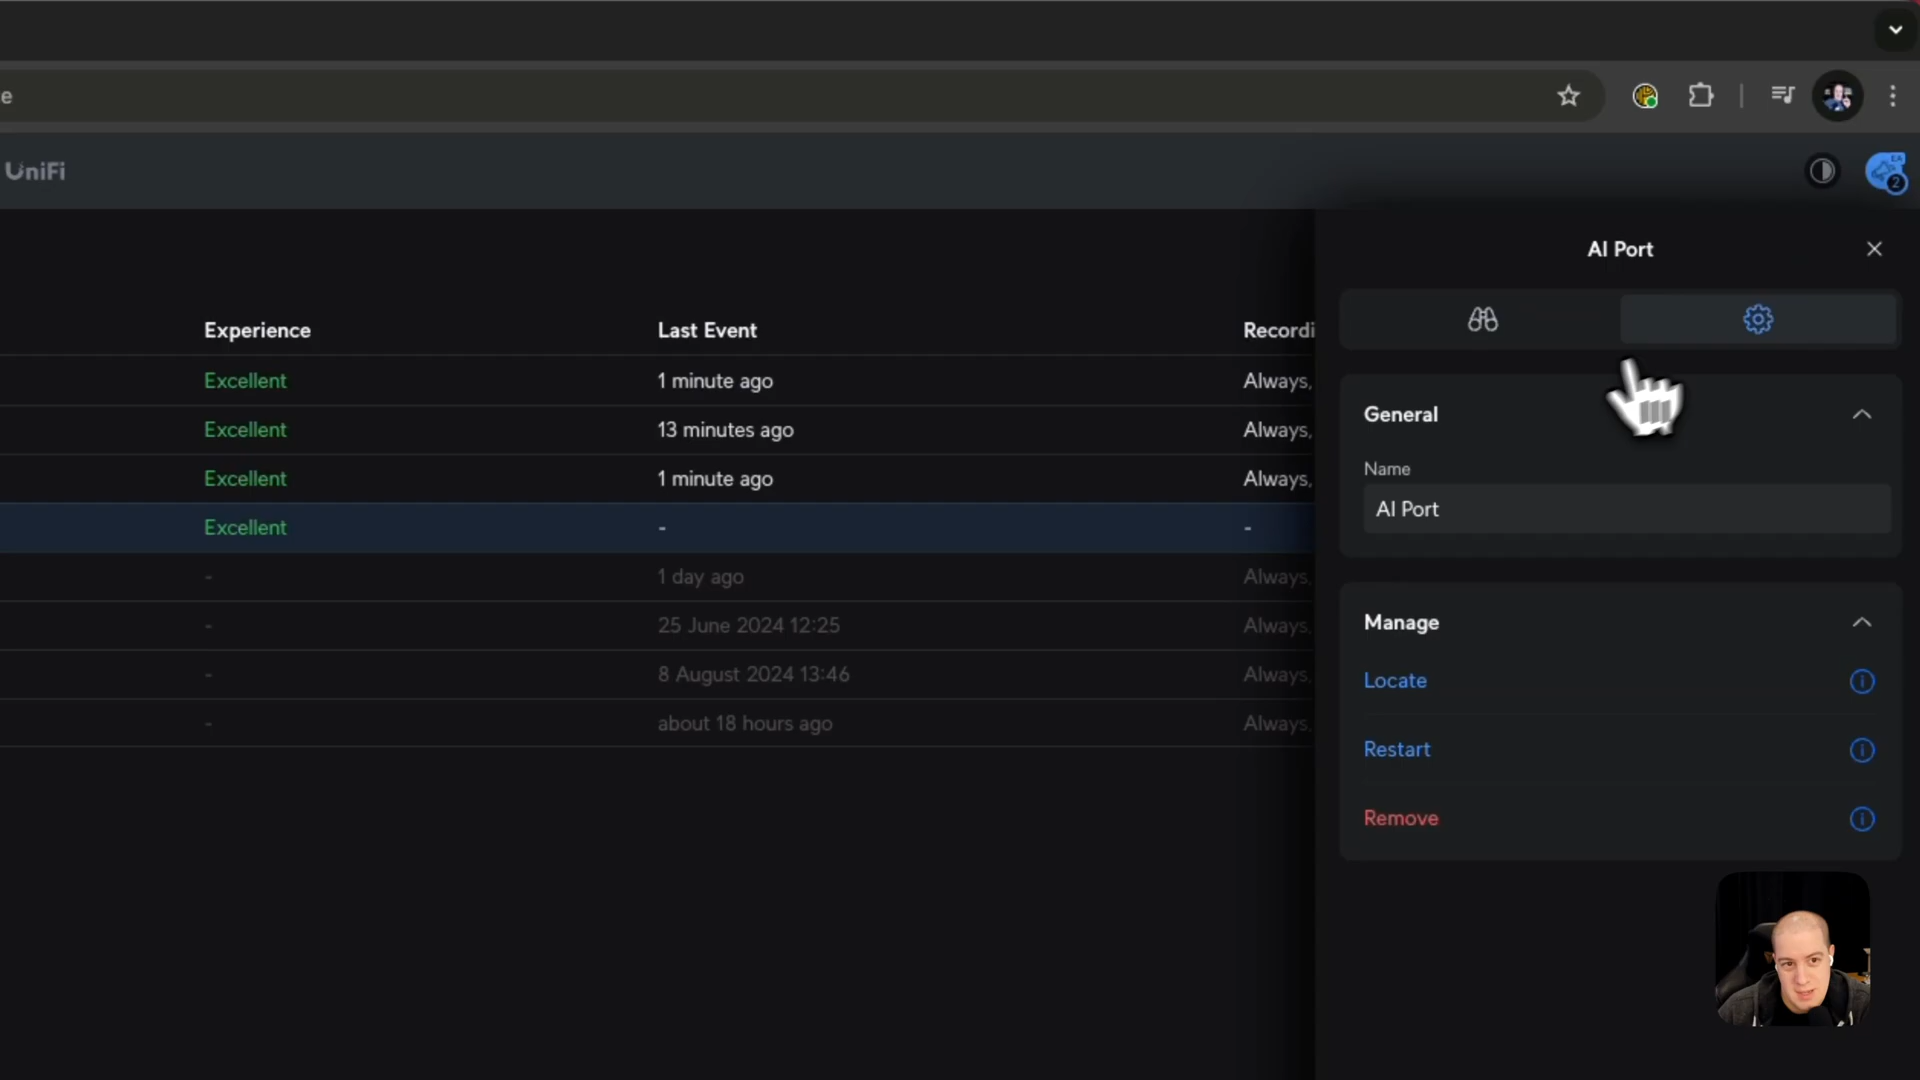 e
UniFi
EA
2
AI Port
Experience Last Event Recordi
Excellent 1 minute ago Always,
Excellent 13 minutes ago Always,
Excellent 1 minute ago Always,
Excellent - -
- 1 day ago Always,
- 25 June 2024 12:25 Always,
- 8 August 2024 13:46 Always,
- about 18 hours ago Always,
General
Name
AI Port
Manage
Locate
Restart
Remove